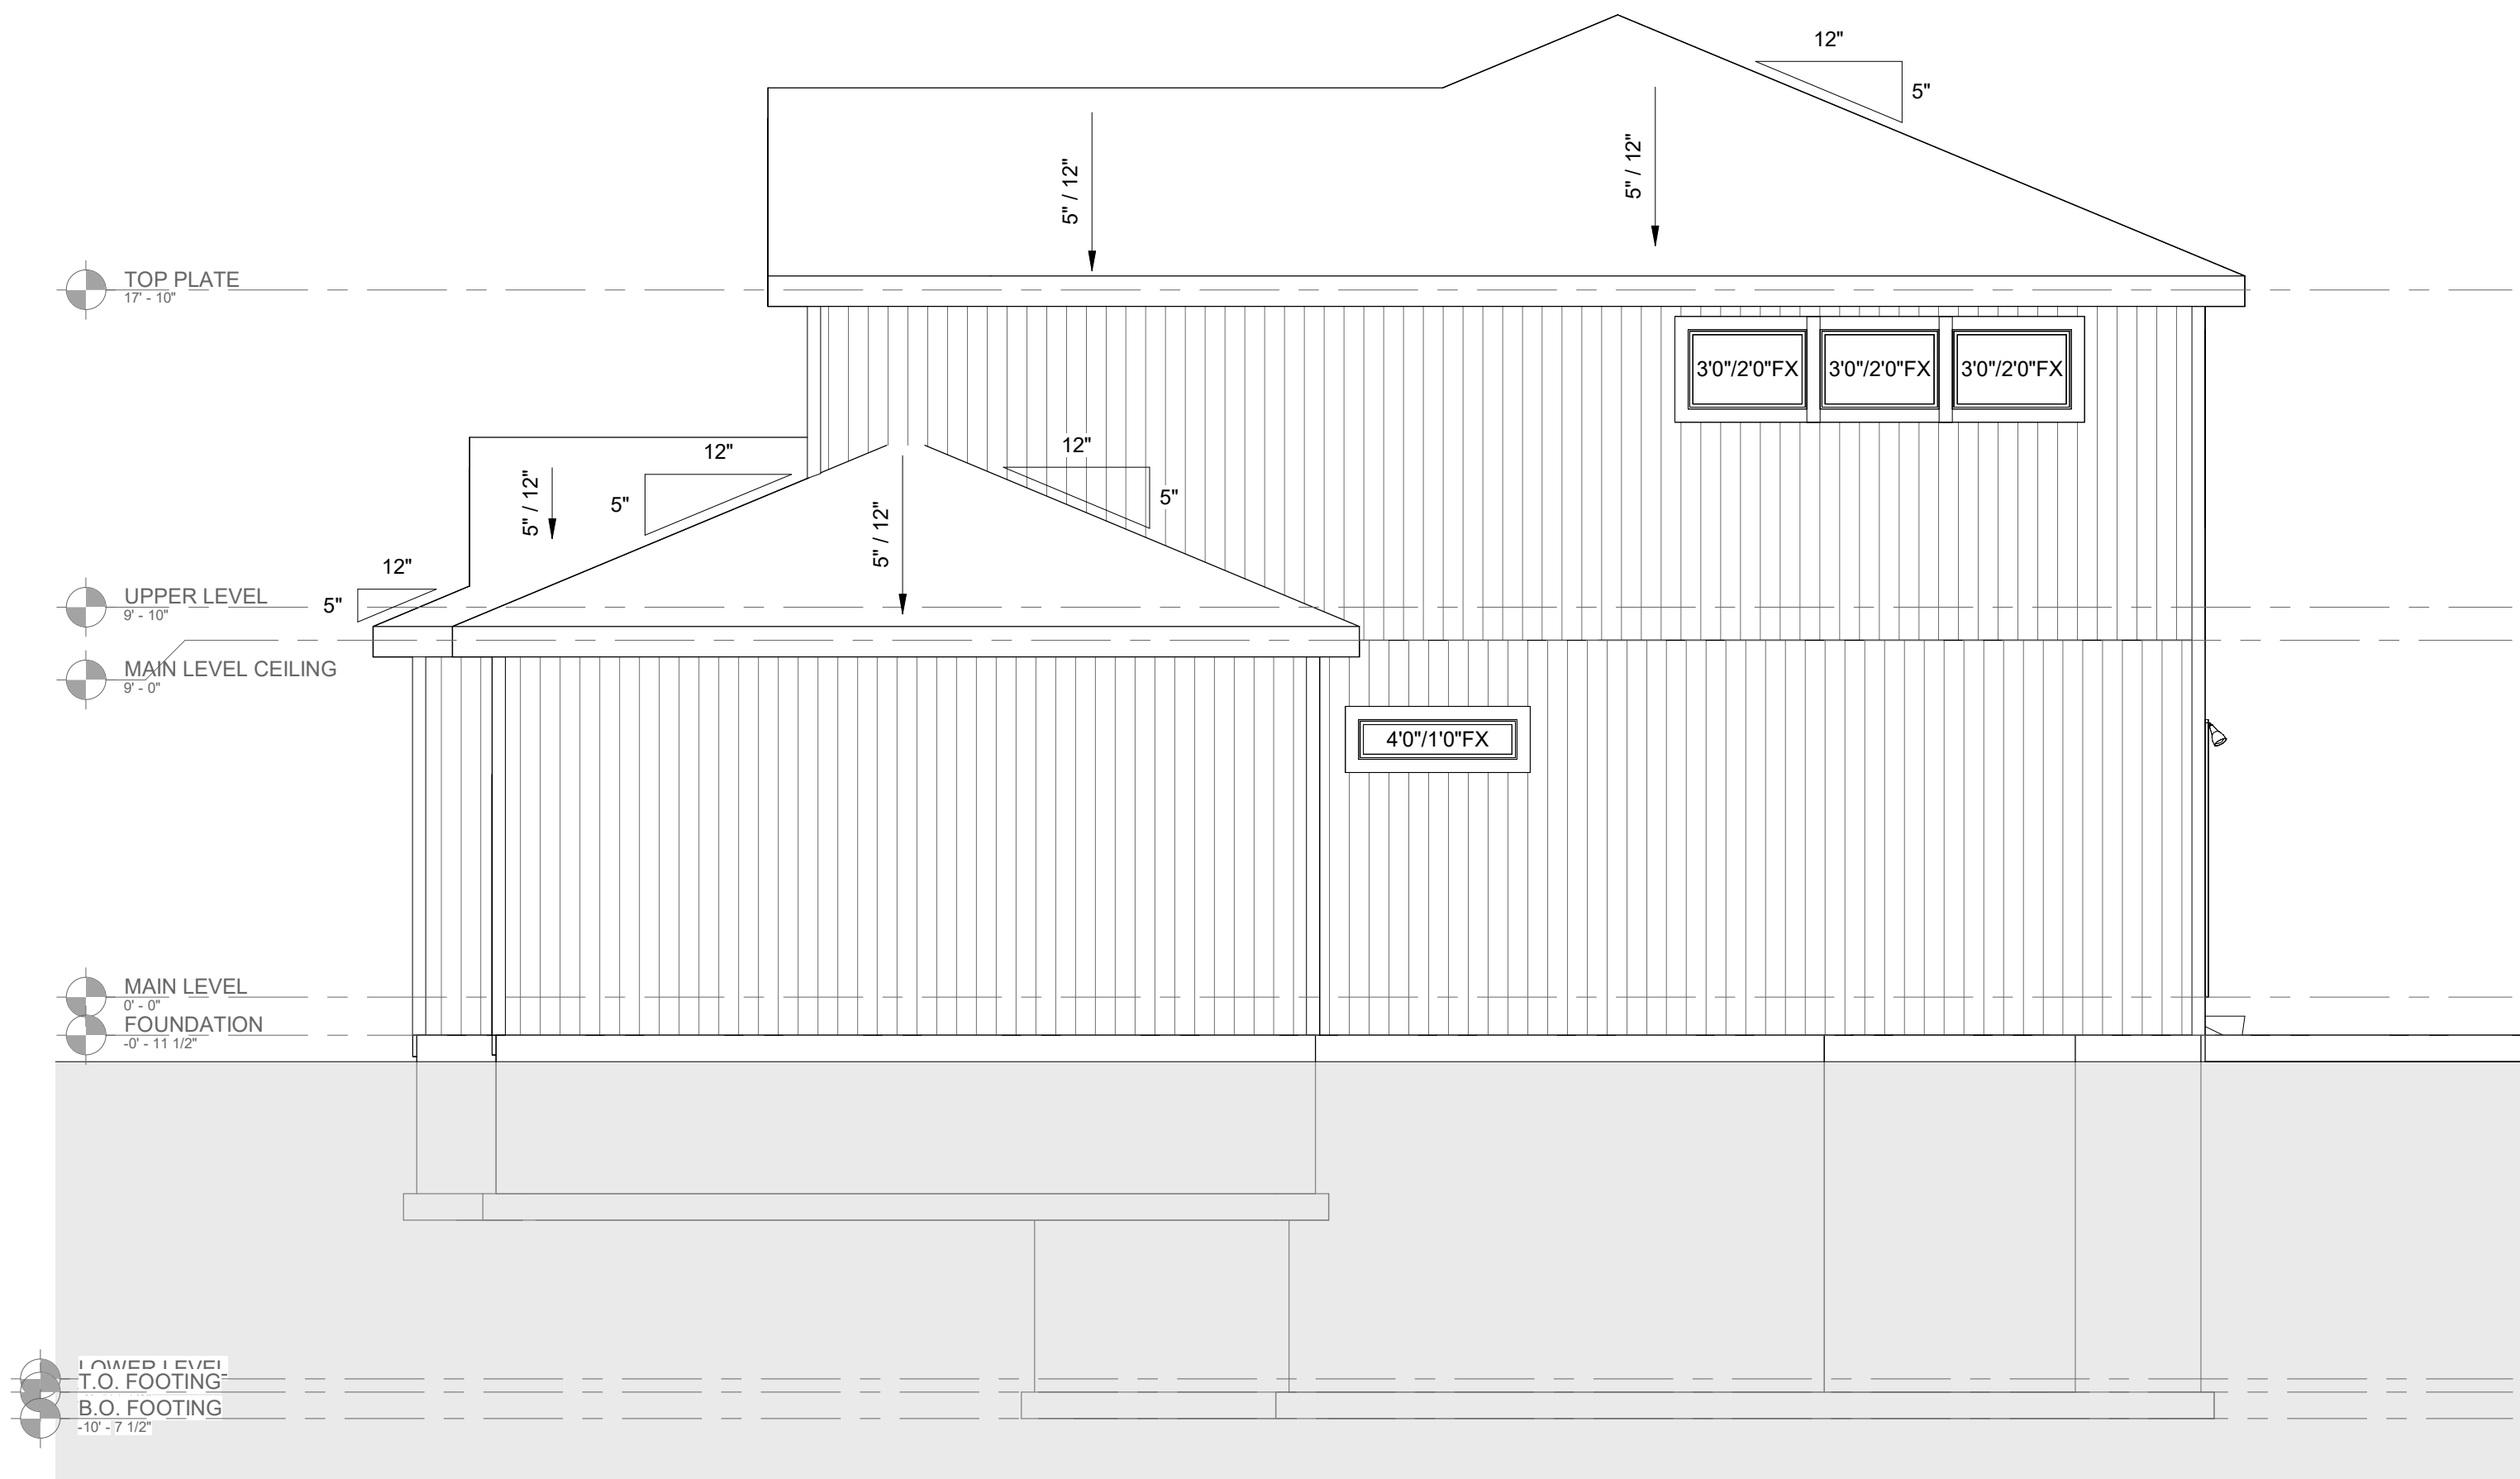 12"
5"
5" / 12"
5" / 12"
TOP PLATE
17' - 10"
3'0"/2'0"FX
3'0"/2'0"FX
3'0"/2'0"FX
12"
12"
5"
5" / 12"
5"
5" / 12"
12"
5"
UPPER LEVEL
9' - 10"
MAIN LEVEL CEILING
9' - 0"
4'0"/1'0"FX
MAIN LEVEL
0' - 0"
FOUNDATION
-0' - 11 1/2"
LOWER LEVEL
T.O. FOOTING
B.O. FOOTING
-10' - 7 1/2"